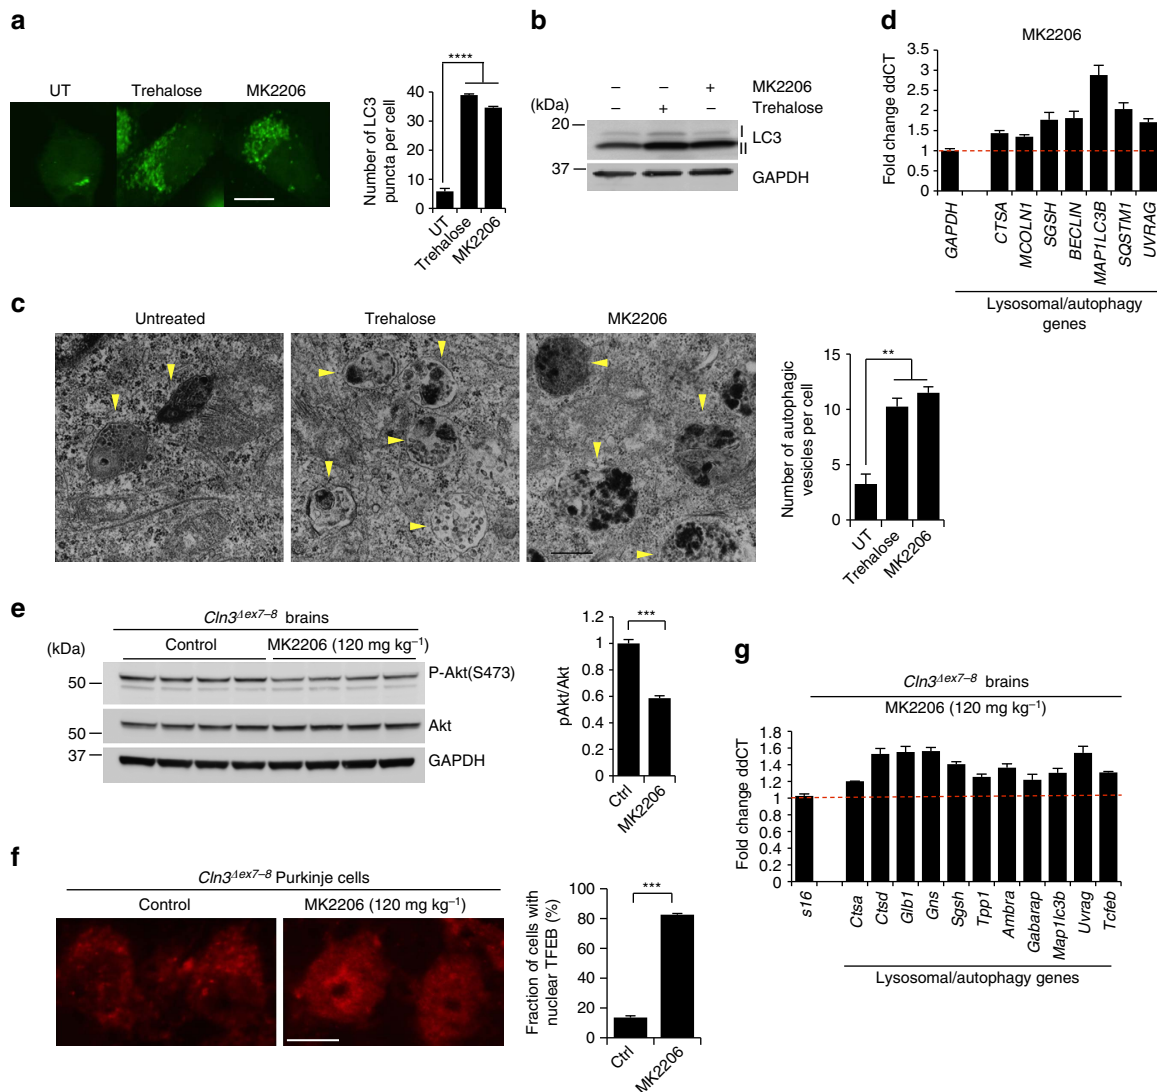 a
UT Trehalose MK2206
****
Number of LC3
puncta per cell
40
30
20
10
0
UT
Trehalose
MK2206
b
– – + MK2206
(kDa) – + – Trehalose
20
I
LC3
II
37
GAPDH
d
MK2206
Fold change ddCT
3.5
3
2.5
2
1.5
1
0.5
0
GAPDH
CTSA
MCOLN1
SGSH
BECLIN
MAP1LC3B
SQSTM1
UVRAG
Lysosomal/autophagy
genes
c
Untreated Trehalose MK2206
**
Number of autophagic
vesicles per cell
15
10
5
0
UT
Trehalose
MK2206
e
Cln3Δex7–8 brains
(kDa) Control MK2206 (120 mg kg–1)
50
P-Akt(S473)
50
Akt
37
GAPDH
***
pAkt/Akt
1.2
1
0.8
0.6
0.4
0.2
0
Ctrl
MK2206
f
Cln3Δex7–8 Purkinje cells
Control MK2206 (120 mg kg–1)
***
Fraction of cells with
nuclear TFEB (%)
100
80
60
40
20
0
Ctrl
MK2206
g
Cln3Δex7–8 brains
MK2206 (120 mg kg–1)
Fold change ddCT
1.8
1.6
1.4
1.2
1
0.8
0.6
0.4
0.2
0
s16
Ctsa
Ctsd
Glb1
Gns
Sgsh
Tpp1
Ambra
Gabarap
Map1lc3b
Uvrag
Tcfeb
Lysosomal/autophagy genes